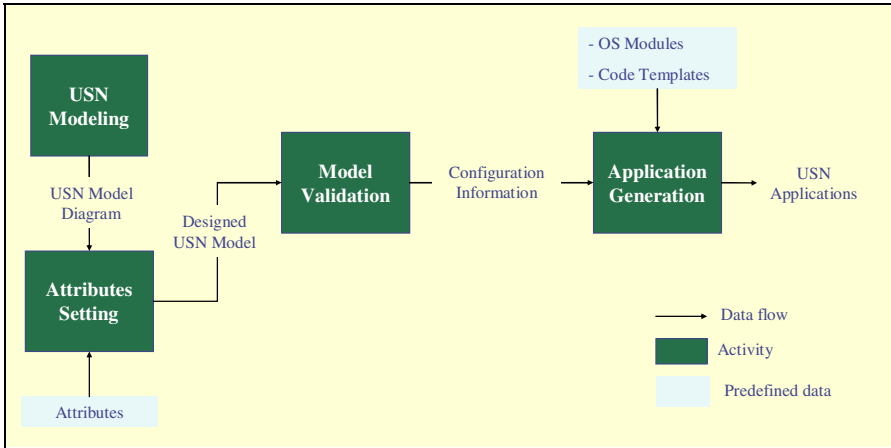 USN
Modeling
USN Model
Diagram
Attributes
Setting
Attributes
Designed
USN Model
Model
Validation
Configuration
Information
- OS Modules
- Code Templates
Application
Generation
USN
Applications
Data flow
Activity
Predefined data